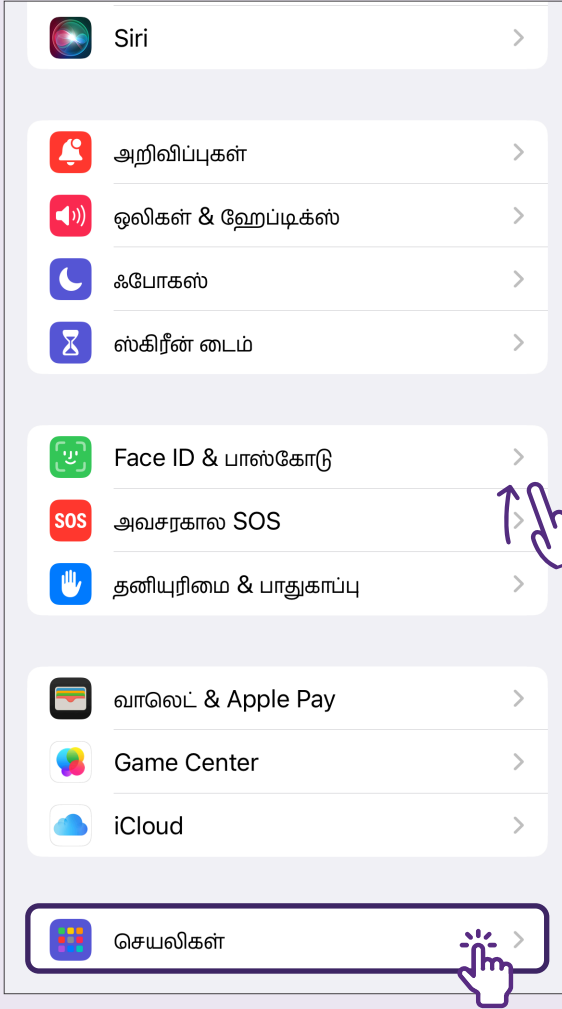 Siri
அறிவிப்புகள்
ஒலிகள் & ஹேப்டிக்ஸ்
ஃபோகஸ்
ஸ்கிரீன் டைம்
Face ID & பாஸ்கோடு
SOS அவசரகால SOS
தனியுரிமை & பாதுகாப்பு
வாலெட் & Apple Pay
Game Center
iCloud
செயலிகள்